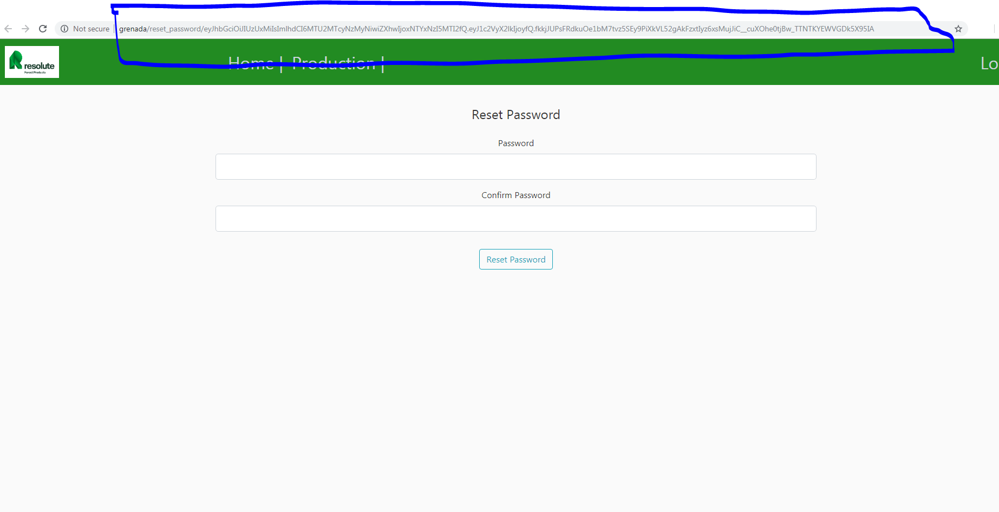 Not secure | grenada/reset_password/eyJhbGciOiJIUzUxMiIsImlhdCI6MTU2MTcyNzMyNiwiZXhwIjoxNTYxNzI5MTI2fQ.eyJ1c2VyX2lkIjoyfQ.fkkjJUPsFRdkuOe1bM7tvz5SEy9PiXkVL52gAkFzxtIyz6xsMujJiC__cuXOhe0tjBw_TTNTKYEWVGDk5X95IA
resolute
Forest Products
Home | Production |
Lo
Reset Password
Password
Confirm Password
Reset Password